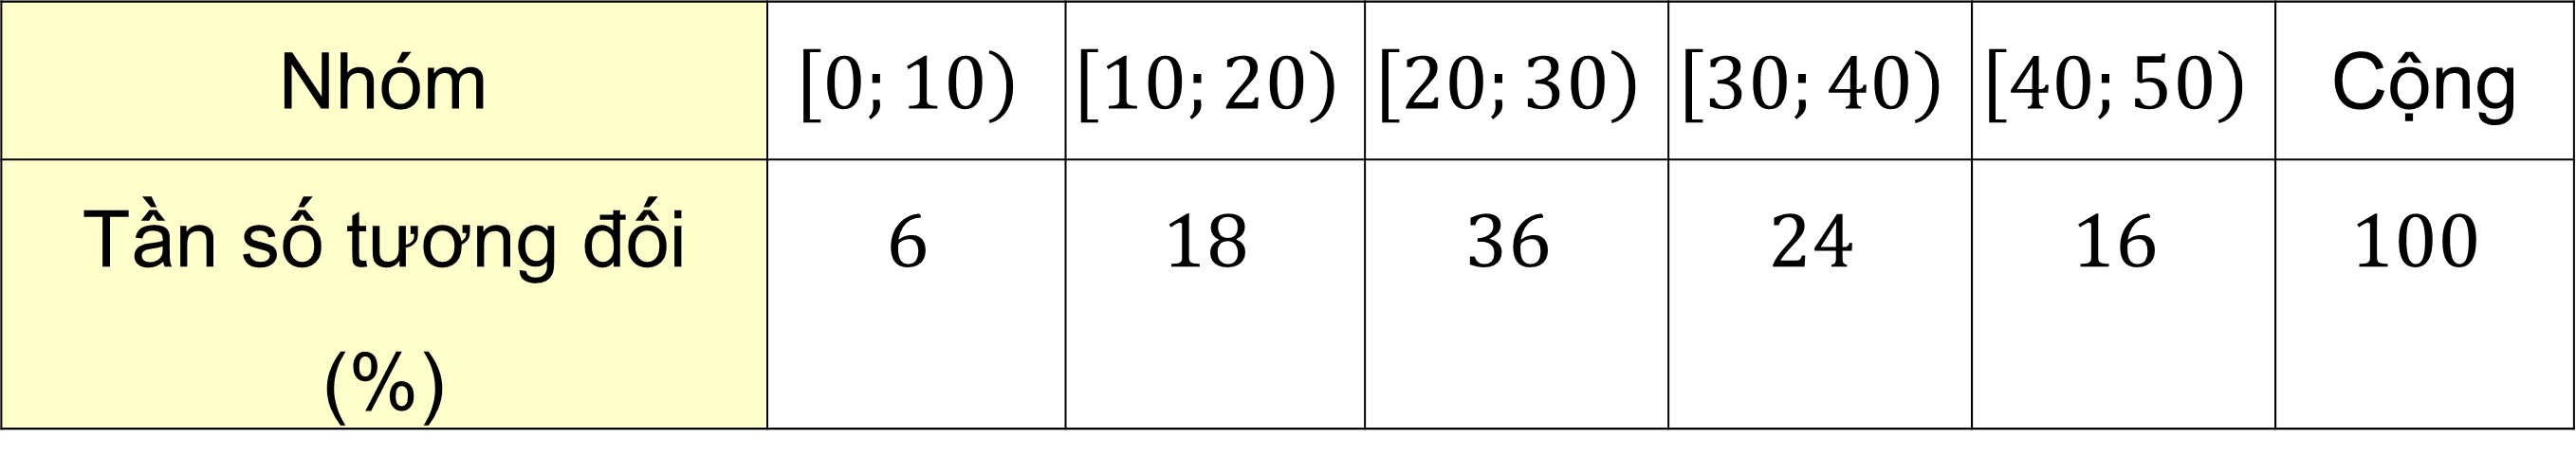 Nhóm [0; 10) [10; 20) [20; 30) [30; 40) [40; 50) Cộng
Tần số tương đối 6 18 36 24 16 100
(%)